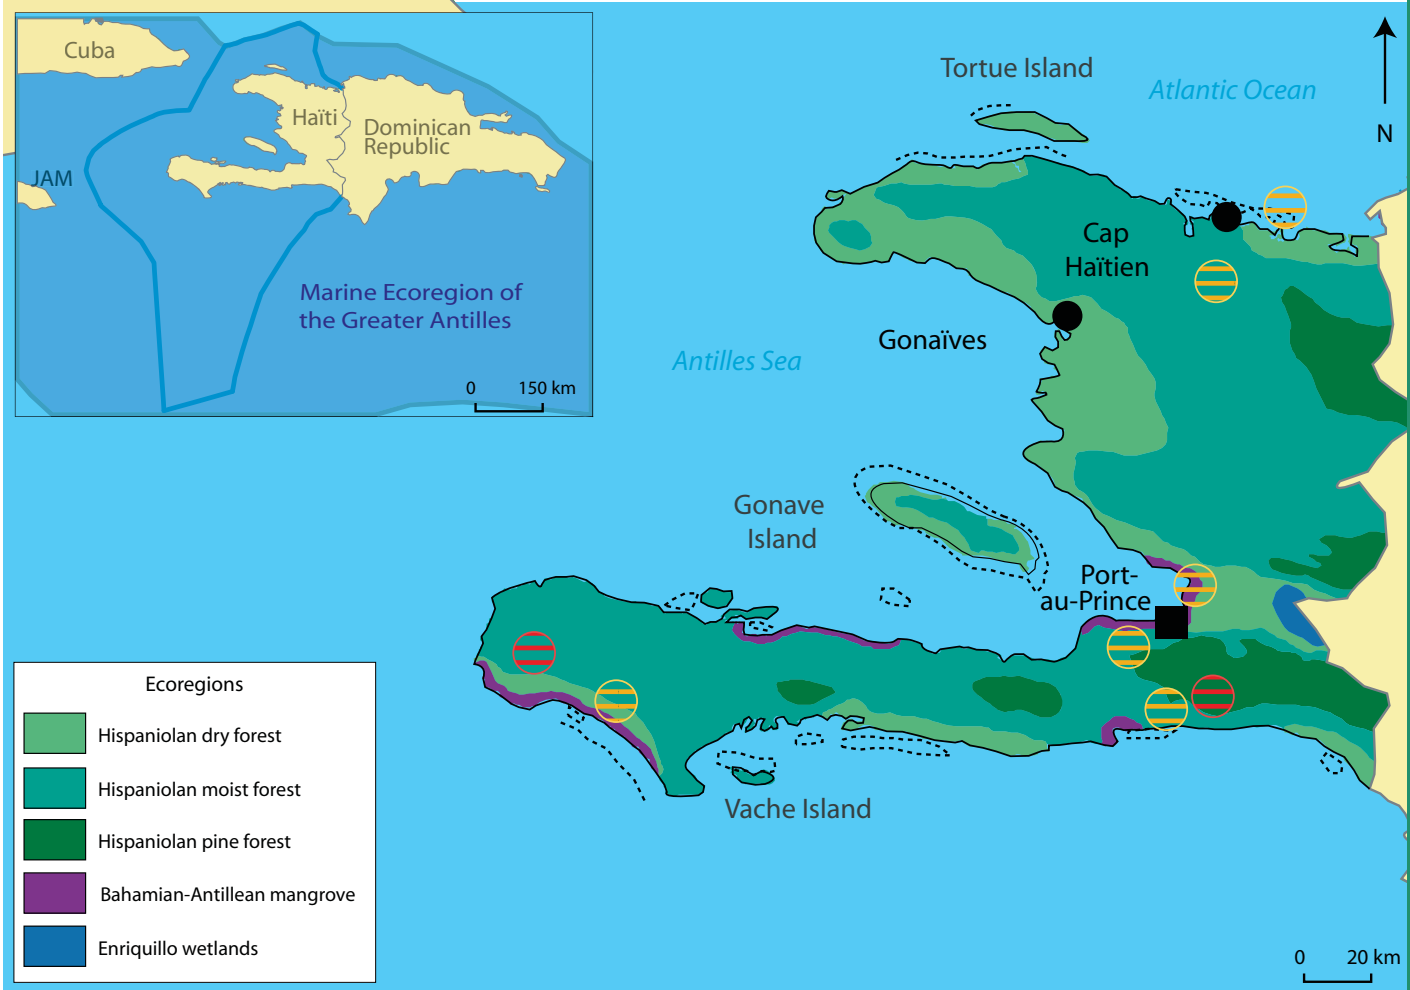 Cuba
Haïti
Dominican
Republic
JAM
Marine Ecoregion of
the Greater Antilles
0 150 km
Tortue Island
Atlantic Ocean
N
Cap
Haïtien
Gonaïves
Antilles Sea
Gonave
Island
Port-
au-Prince
Vache Island
Ecoregions
Hispaniolan dry forest
Hispaniolan moist forest
Hispaniolan pine forest
Bahamian-Antillean mangrove
Enriquillo wetlands
0 20 km